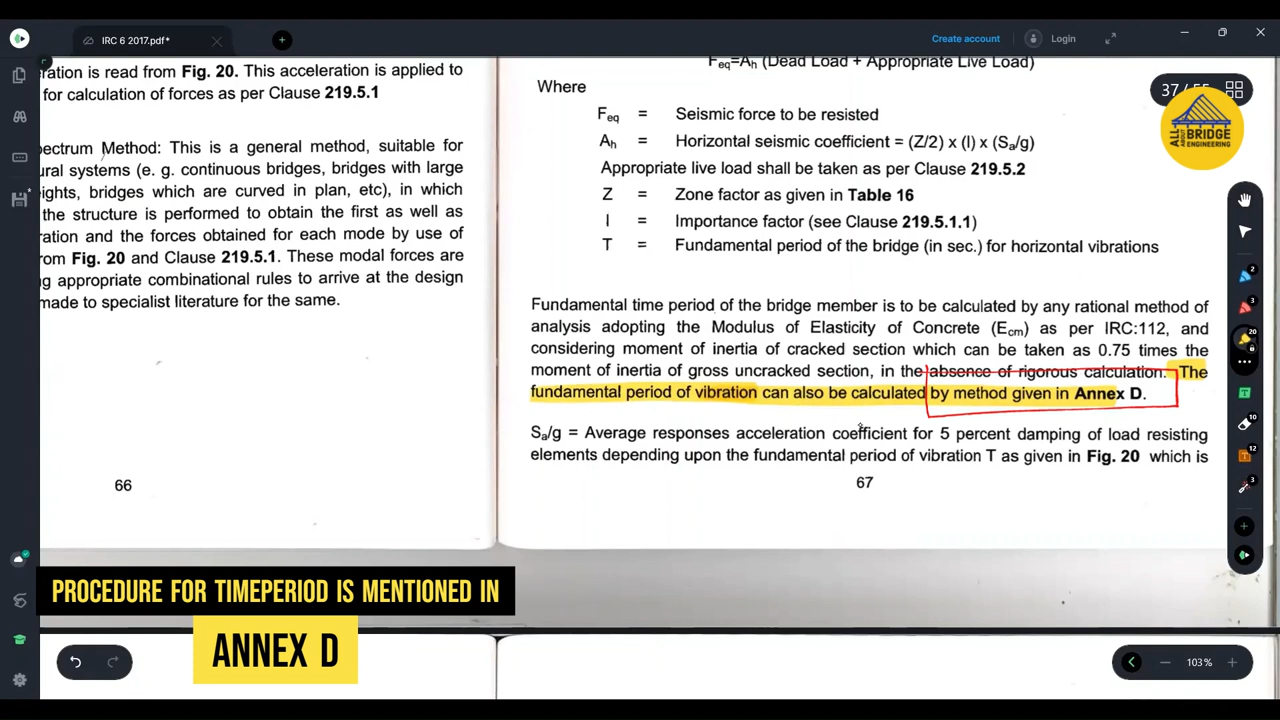 IRC 6 2017.pdf*
Create account
Login
ration is read from Fig. 20. This acceleration is applied to
for calculation of forces as per Clause 219.5.1
pectrum Method: This is a general method, suitable for
ural systems (e. g. continuous bridges, bridges with large
ights, bridges which are curved in plan, etc), in which
the structure is performed to obtain the first as well as
ration and the forces obtained for each mode by use of
rom Fig. 20 and Clause 219.5.1. These modal forces are
g appropriate combinational rules to arrive at the design
made to specialist literature for the same.
66
Feq=Ah (Dead Load + Appropriate Live Load)
Where
Feq = Seismic force to be resisted
Ah = Horizontal seismic coefficient = (Z/2) x (I) x (Sa/g)
Appropriate live load shall be taken as per Clause 219.5.2
Z = Zone factor as given in Table 16
I = Importance factor (see Clause 219.5.1.1)
T = Fundamental period of the bridge (in sec.) for horizontal vibrations
Fundamental time period of the bridge member is to be calculated by any rational method of
analysis adopting the Modulus of Elasticity of Concrete (Ecm) as per IRC:112, and
considering moment of inertia of cracked section which can be taken as 0.75 times the
moment of inertia of gross uncracked section, in the absence of rigorous calculation. The
fundamental period of vibration can also be calculated by method given in Annex D.
Sa/g = Average responses acceleration coefficient for 5 percent damping of load resisting
elements depending upon the fundamental period of vibration T as given in Fig. 20 which is
67
37 / 55
ALL ABOUT
BRIDGE
ENGINEERING
2
3
20
10
12
3
PROCEDURE FOR TIMEPERIOD IS MENTIONED IN
ANNEX D
103%